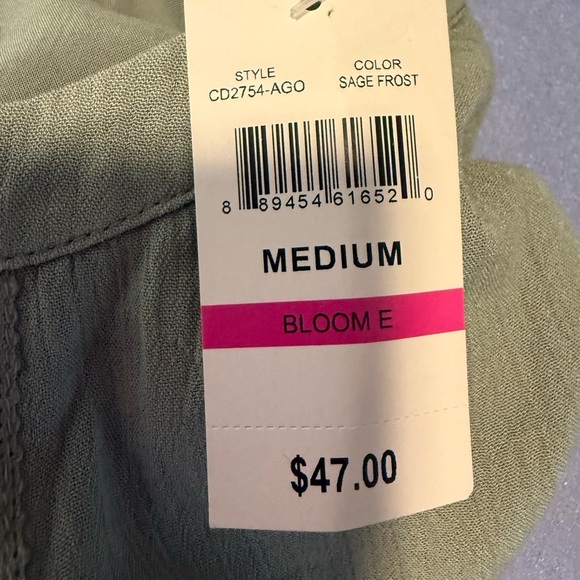 STYLE
CD2754-AGO
COLOR
SAGE FROST
8 89454 61652 0
MEDIUM
BLOOM E
$47.00